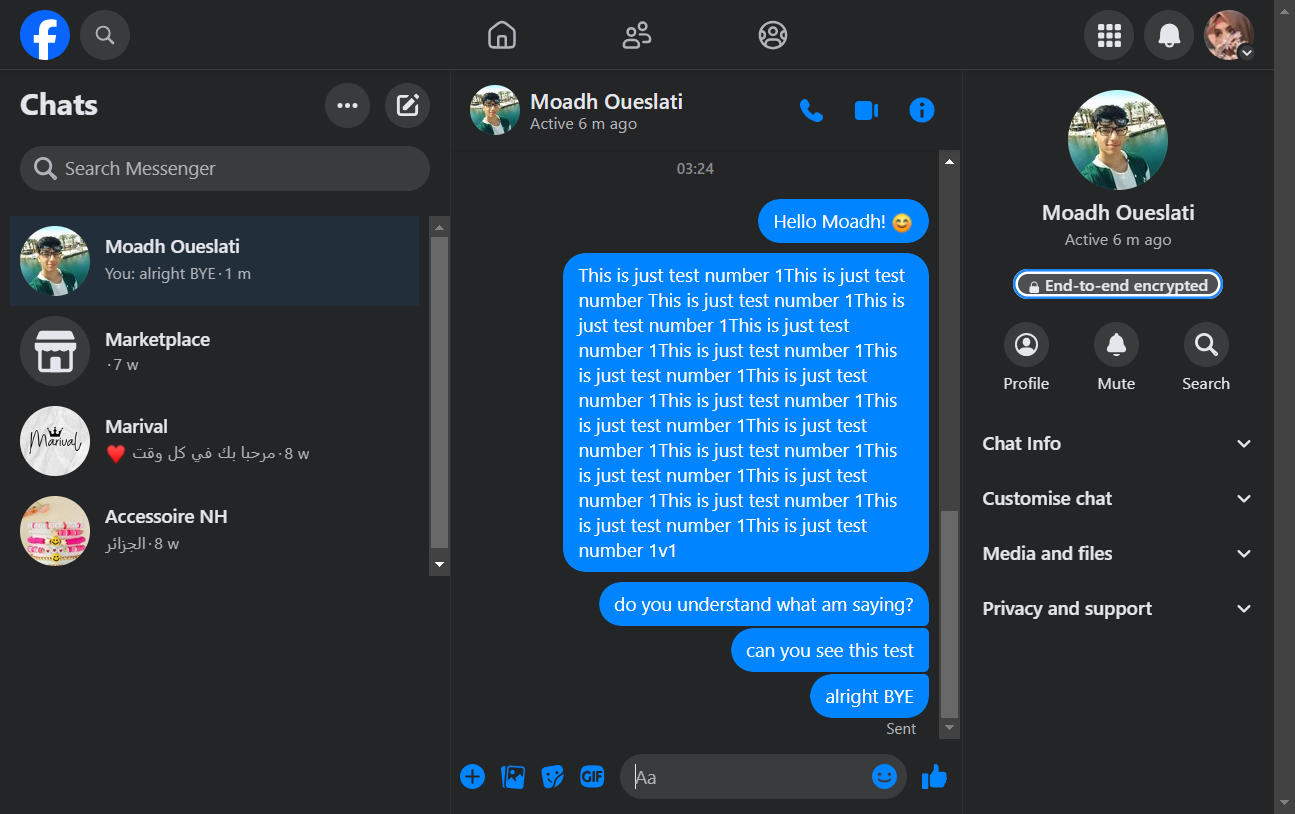 Chats
Search Messenger
Moadh Oueslati
You: alright BYE · 1 m
Marketplace
· 7 w
Marival
Marival
❤️ مرحبا بك في كل وقت · 8 w
Accessoire NH
الجزائر · 8 w
Moadh Oueslati
Active 6 m ago
03:24
Hello Moadh! 😊
This is just test number 1This is just test
number This is just test number 1This is
just test number 1This is just test
number 1This is just test number 1This
is just test number 1This is just test
number 1This is just test number 1This
is just test number 1This is just test
number 1This is just test number 1This
is just test number 1This is just test
number 1This is just test number 1This
is just test number 1This is just test
number 1v1
do you understand what am saying?
can you see this test
alright BYE
Sent
GIF
Aa
Moadh Oueslati
Active 6 m ago
End-to-end encrypted
Profile
Mute
Search
Chat Info
Customise chat
Media and files
Privacy and support